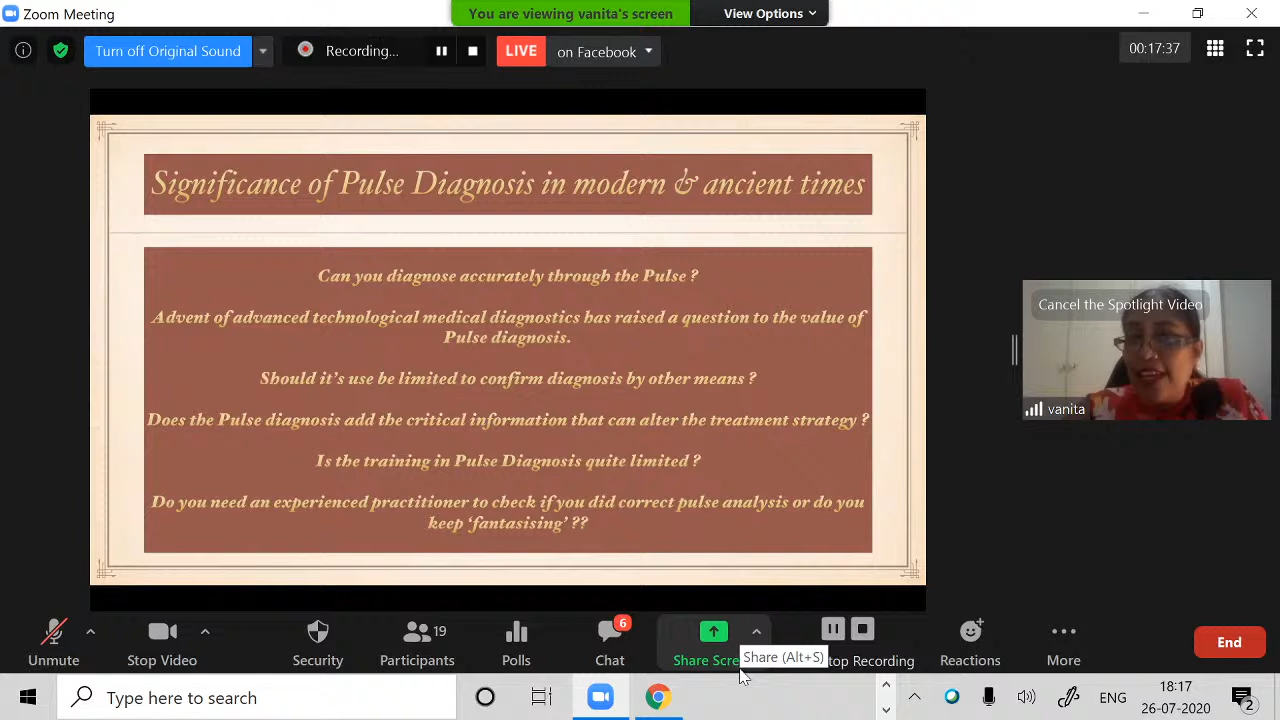 Zoom Meeting
You are viewing vanita's screen
View Options
Turn off Original Sound
Recording...
LIVE
on Facebook
00:17:37
Significance of Pulse Diagnosis in modern & ancient times
Can you diagnose accurately through the Pulse ?
Advent of advanced technological medical diagnostics has raised a question to the value of
Pulse diagnosis.
Should it's use be limited to confirm diagnosis by other means ?
Does the Pulse diagnosis add the critical information that can alter the treatment strategy ?
Is the training in Pulse Diagnosis quite limited ?
Do you need an experienced practitioner to check if you did correct pulse analysis or do you
keep 'fantasising' ??
Cancel the Spotlight Video
vanita
19
6
Unmute
Stop Video
Security
Participants
Polls
Chat
Share Scre
Share (Alt+S)
top Recording
Reactions
More
End
Type here to search
ENG
18:17
26-07-2020
2